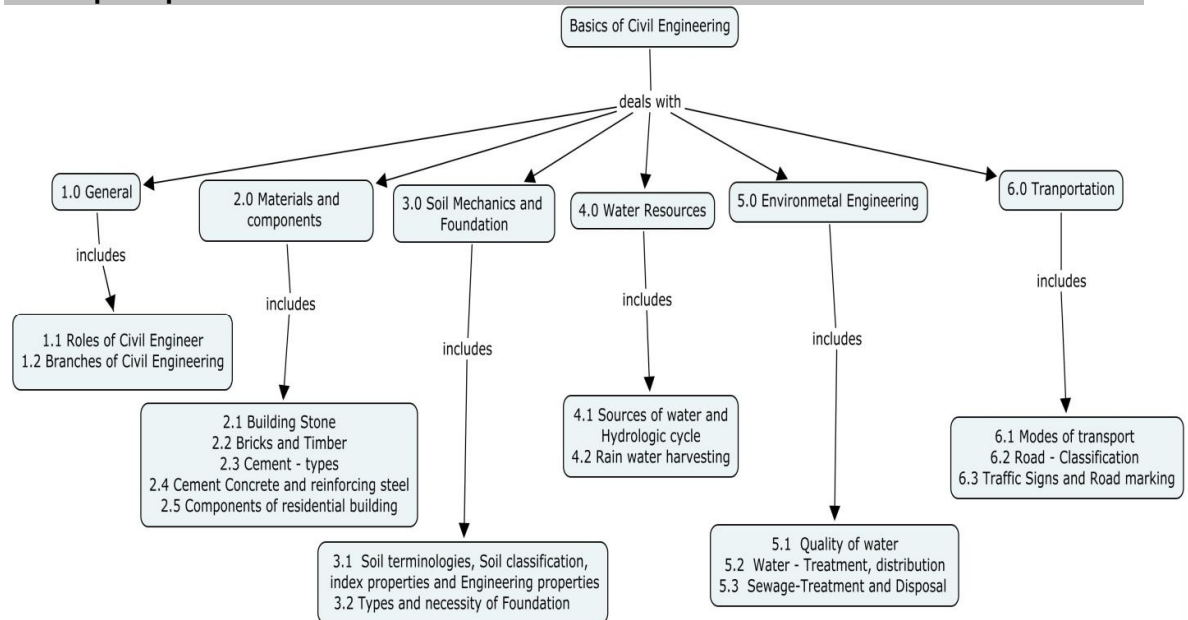 Basics of Civil Engineering
deals with
1.0 General
2.0 Materials and
components
3.0 Soil Mechanics and
Foundation
4.0 Water Resources
5.0 Environmetal Engineering
6.0 Tranportation
includes
includes
includes
includes
includes
includes
1.1 Roles of Civil Engineer
1.2 Branches of Civil Engineering
2.1 Building Stone
2.2 Bricks and Timber
2.3 Cement - types
2.4 Cement Concrete and reinforcing steel
2.5 Components of residential building
3.1 Soil terminologies, Soil classification,
index properties and Engineering properties
3.2 Types and necessity of Foundation
4.1 Sources of water and
Hydrologic cycle
4.2 Rain water harvesting
5.1 Quality of water
5.2 Water - Treatment, distribution
5.3 Sewage-Treatment and Disposal
6.1 Modes of transport
6.2 Road - Classification
6.3 Traffic Signs and Road marking